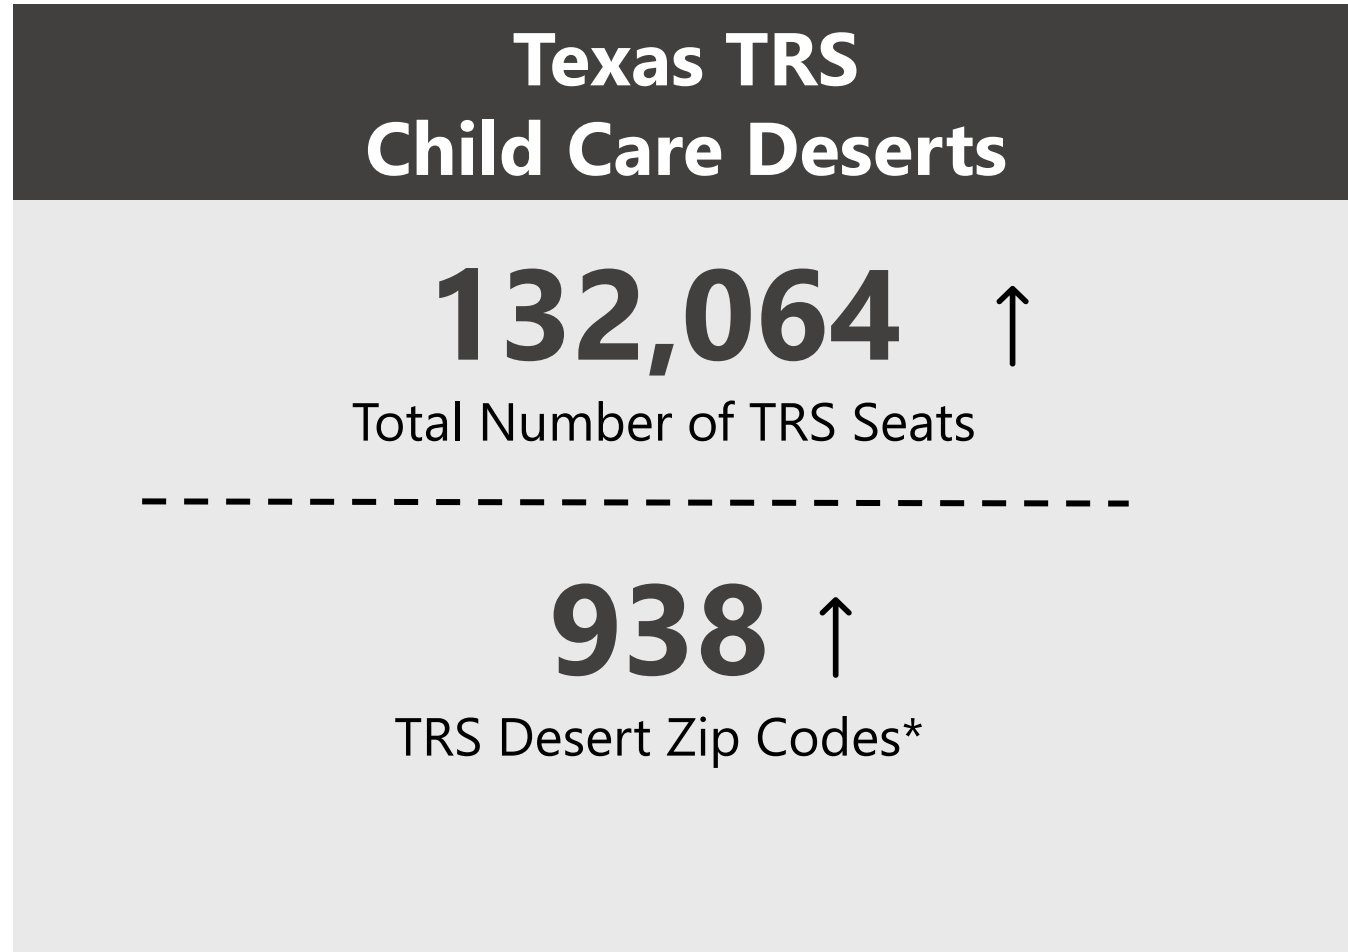 Texas TRS
Child Care Deserts
132,064 ↑
Total Number of TRS Seats
938 ↑
TRS Desert Zip Codes*